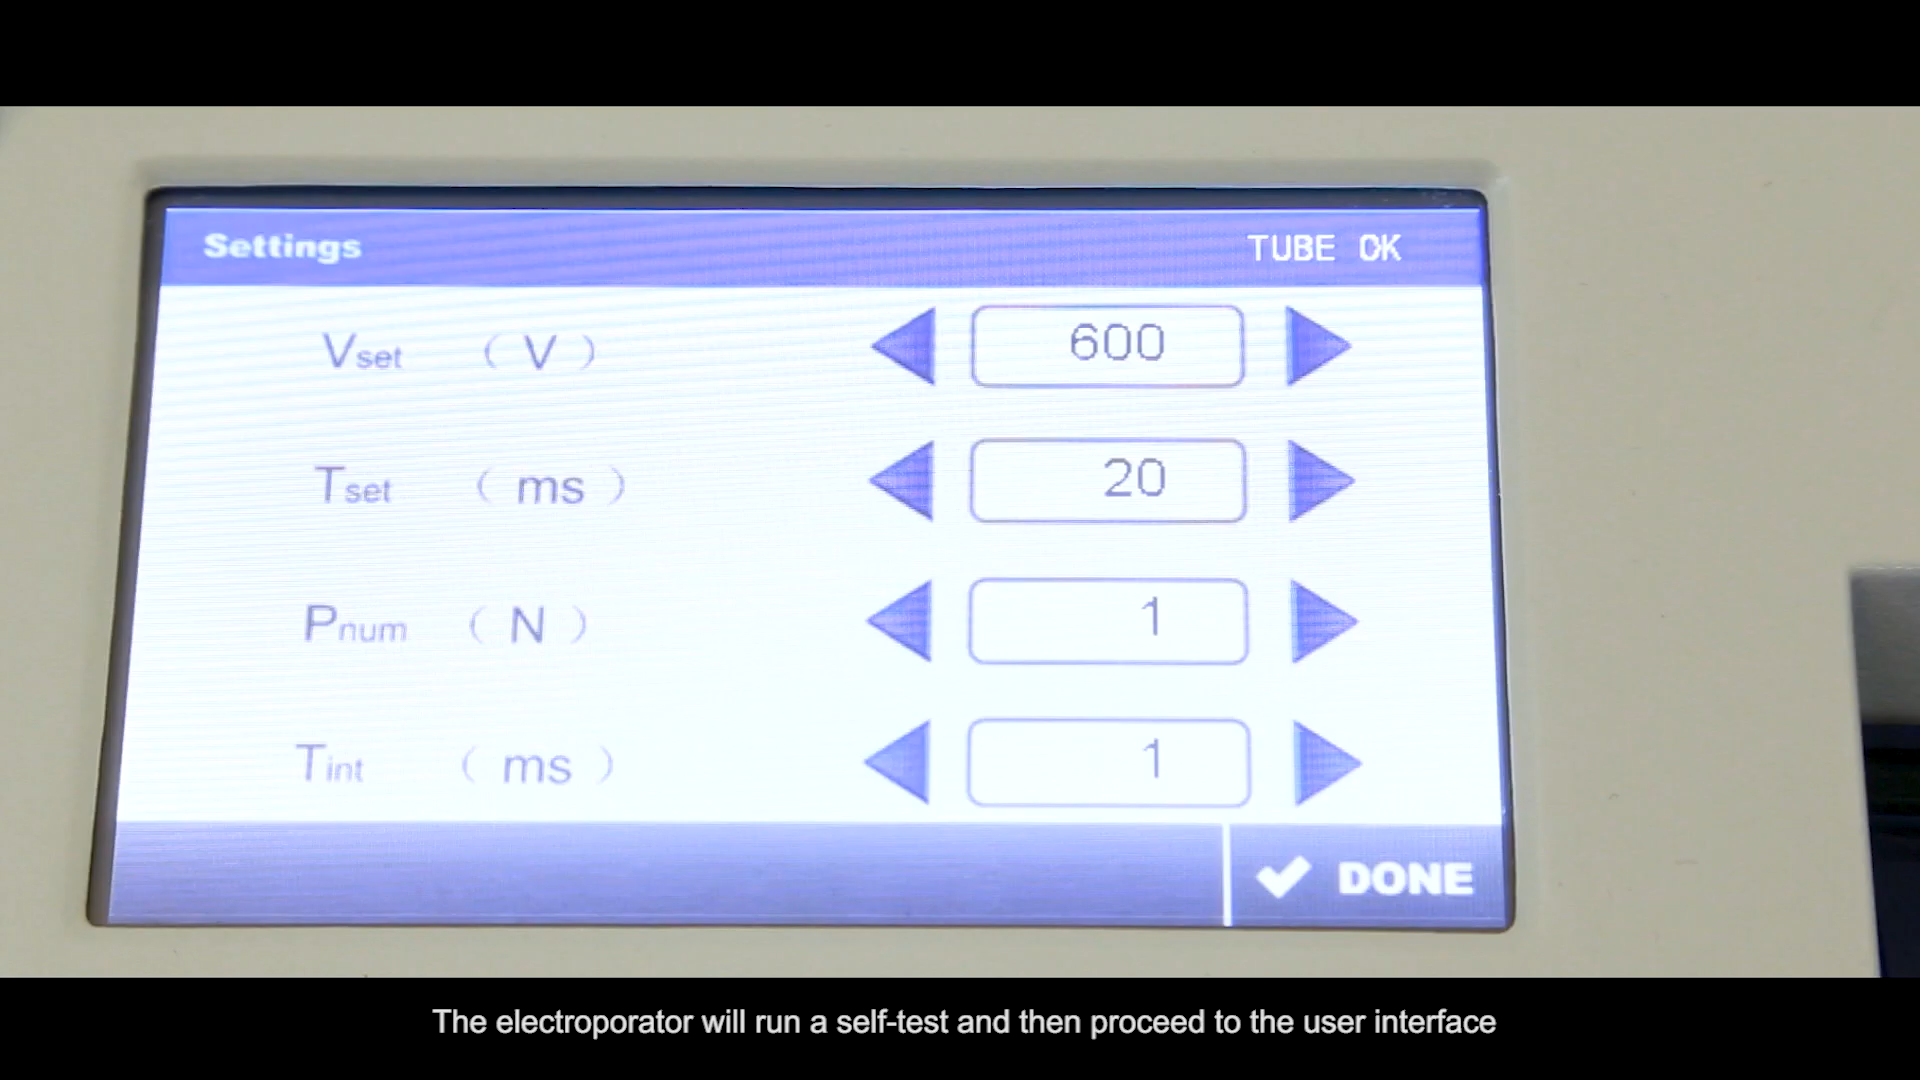 Settings TUBE OK
Vset ( V ) 600
Tset ( ms ) 20
Pnum ( N ) 1
Tint ( ms ) 1
DONE
The electroporator will run a self-test and then proceed to the user interface